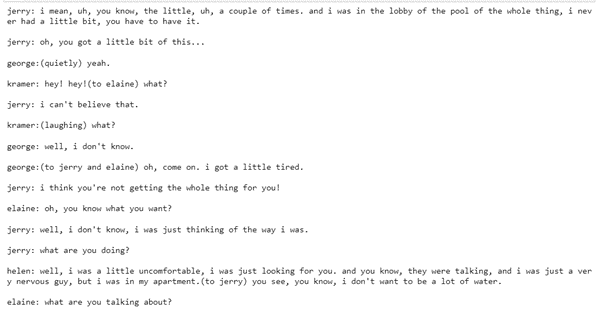 jerry: i mean, uh, you know, the little, uh, a couple of times. and i was in the lobby of the pool of the whole thing, i nev
er had a little bit, you have to have it.
jerry: oh, you got a little bit of this...
george:(quietly) yeah.
kramer: hey! hey!(to elaine) what?
jerry: i can't believe that.
kramer:(laughing) what?
george: well, i don't know.
george:(to jerry and elaine) oh, come on. i got a little tired.
jerry: i think you're not getting the whole thing for you!
elaine: oh, you know what you want?
jerry: well, i don't know, i was just thinking of the way i was.
jerry: what are you doing?
helen: well, i was a little uncomfortable, i was just looking for you. and you know, they were talking, and i was just a ver
y nervous guy, but i was in my apartment.(to jerry) you see, you know, i don't want to be a lot of water.
elaine: what are you talking about?